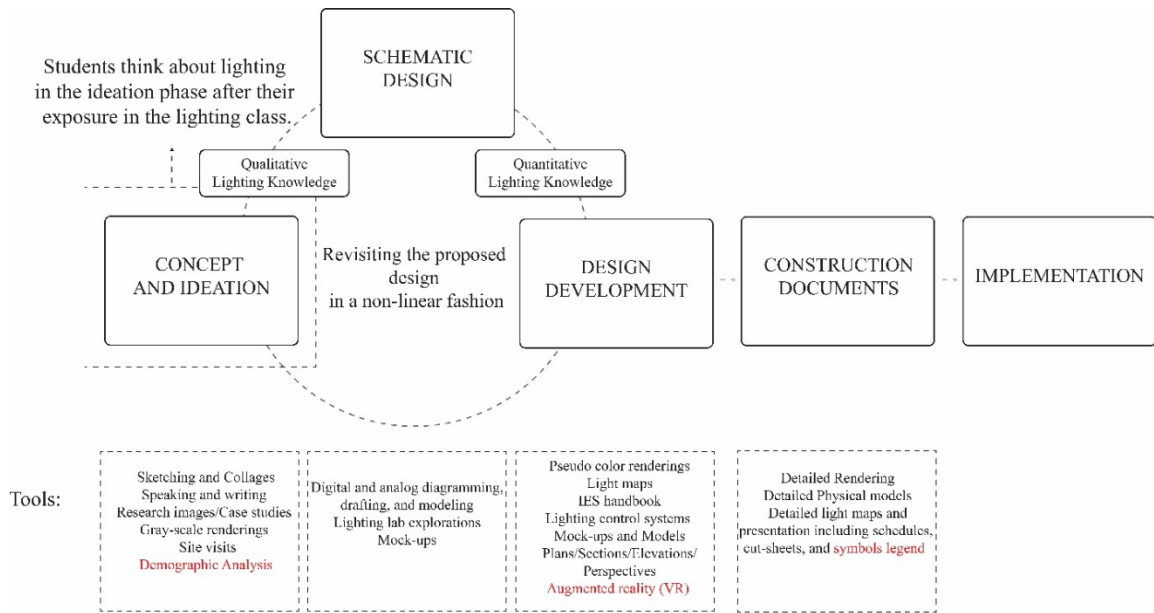 SCHEMATIC
DESIGN
Students think about lighting
in the ideation phase after their
exposure in the lighting class.
Qualitative
Lighting Knowledge
Quantitative
Lighting Knowledge
CONCEPT
AND IDEATION
Revisiting the proposed
design
in a non-linear fashion
DESIGN
DEVELOPMENT
CONSTRUCTION
DOCUMENTS
IMPLEMENTATION
Tools:
Sketching and Collages
Speaking and writing
Research images/Case studies
Gray-scale renderings
Site visits
Demographic Analysis
Digital and analog diagramming,
drafting, and modeling
Lighting lab explorations
Mock-ups
Pseudo color renderings
Light maps
IES handbook
Lighting control systems
Mock-ups and Models
Plans/Sections/Elevations/
Perspectives
Augmented reality (VR)
Detailed Rendering
Detailed Physical models
Detailed light maps and
presentation including schedules,
cut-sheets, and symbols legend